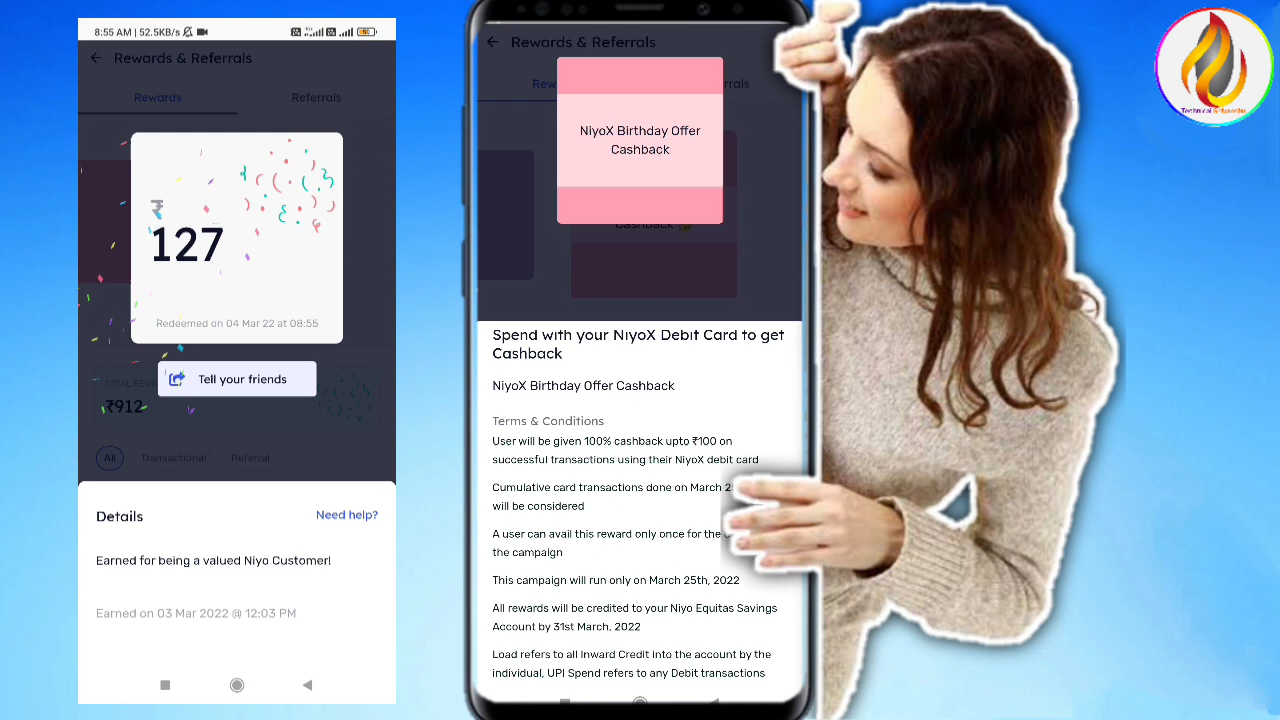 8:55 AM | 52.5KB/s
Rewards & Referrals
Rewards
Referrals
₹
127
Redeemed on 04 Mar 22 at 08:55
Tell your friends
₹912
All
Transactional
Referral
Details
Need help?
Earned for being a valued Niyo Customer!
Earned on 03 Mar 2022 @ 12:03 PM
Rewards & Referrals
NiyoX Birthday Offer
Cashback
Cashback
Spend with your NiyoX Debit Card to get
Cashback
NiyoX Birthday Offer Cashback
Terms & Conditions
User will be given 100% cashback upto ₹100 on
successful transactions using their NiyoX debit card
Cumulative card transactions done on March
will be considered
A user can avail this reward only once for the
the campaign
This campaign will run only on March 25th, 2022
All rewards will be credited to your Niyo Equitas Savings
Account by 31st March, 2022
Load refers to all Inward Credit into the account by the
individual, UPI Spend refers to any Debit transactions
Technical